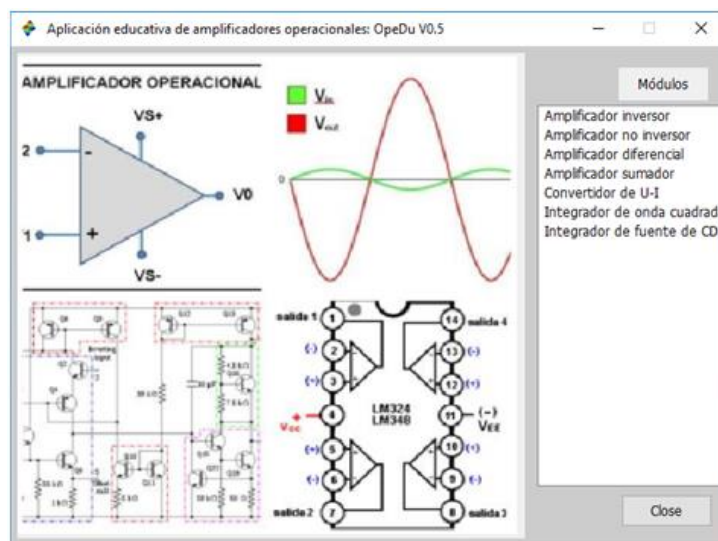 Aplicación educativa de amplificadores operacionales: OpeDu V0.5
AMPLIFICADOR OPERACIONAL
VS+
2
-
V0
1
+
VS-
Vin
Vout
0
Módulos
Amplificador inversor
Amplificador no inversor
Amplificador diferencial
Amplificador sumador
Convertidor de U-I
Integrador de onda cuadrad
Integrador de fuente de CD
salida 1
1
14
salida 4
(-)
2
13
(-)
(+)
3
12
(+)
LM324
LM348
+
Vcc
4
11
(-)
VEE
(+)
5
10
(+)
(-)
6
9
(-)
salida 2
7
8
salida 3
Close